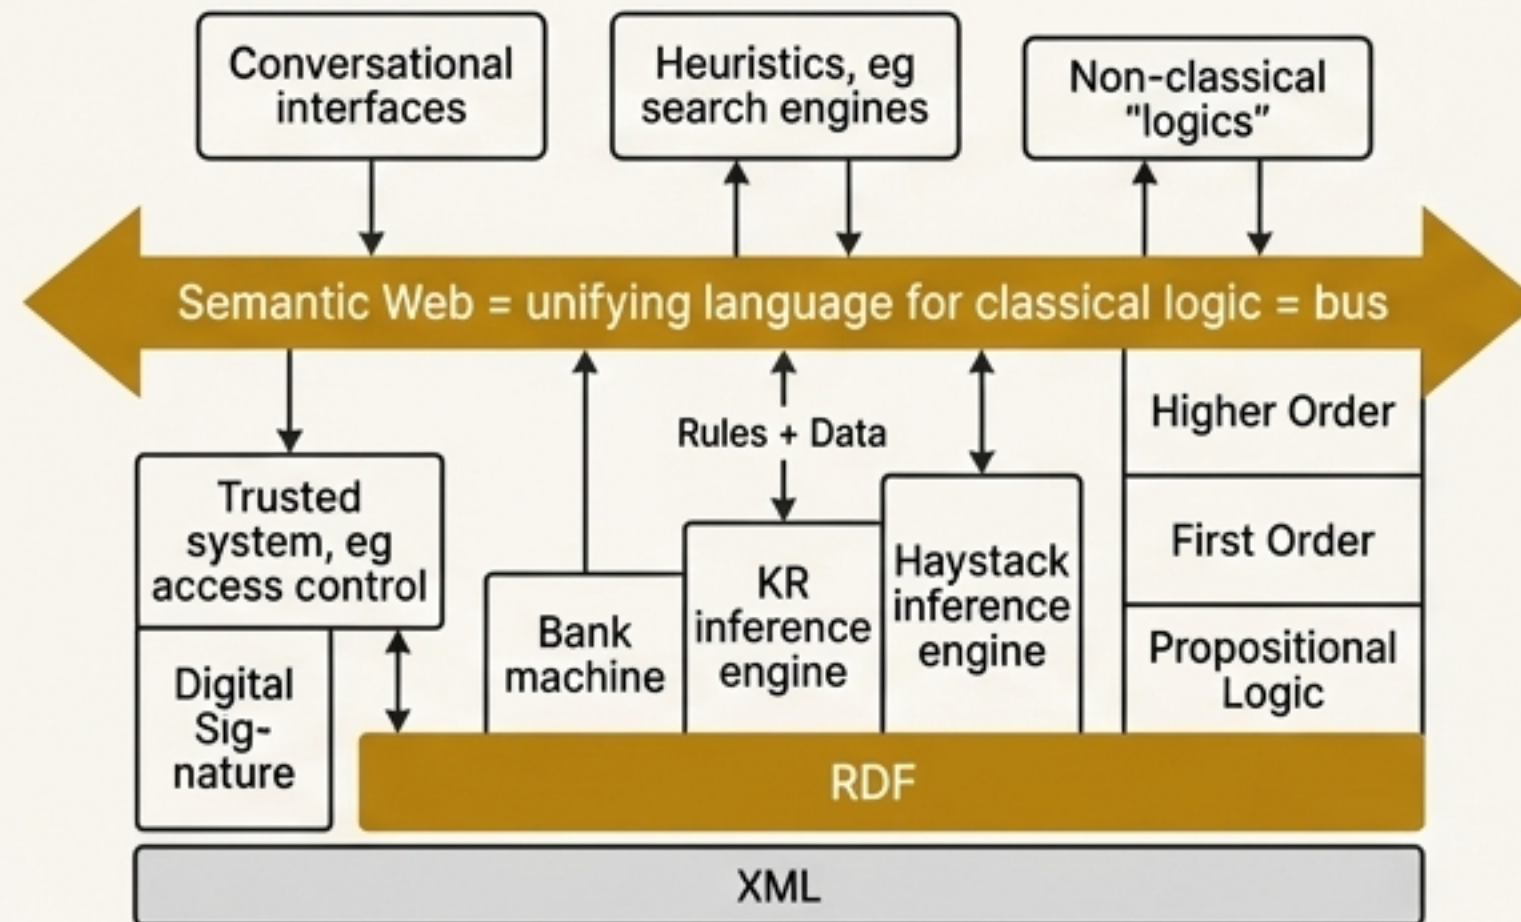 Conversational
interfaces
Heuristics, eg
search engines
Non-classical
“logics”
Semantic Web = unifying language for classical logic = bus
Trusted
system, eg
access control
Digital
Sig-
nature
Bank
machine
Rules + Data
KR
inference
engine
Haystack
inference
engine
Higher Order
First Order
Propositional
Logic
RDF
XML